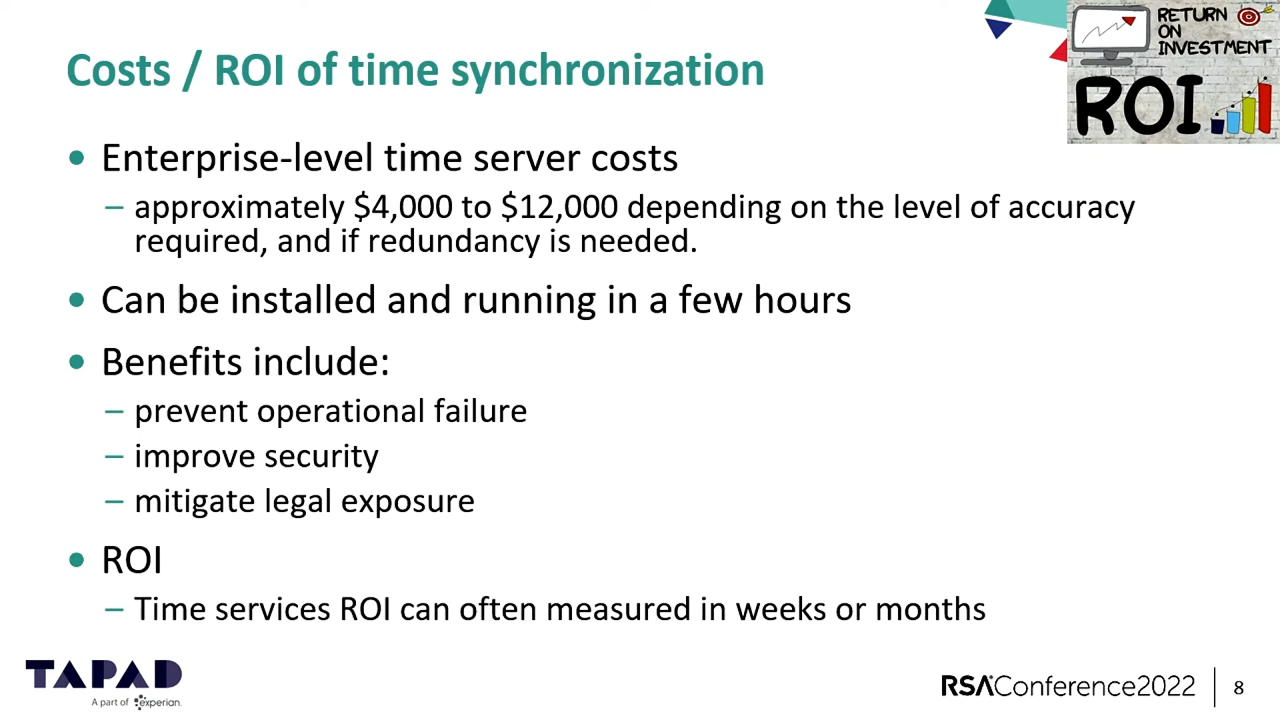 Costs / ROI of time synchronization
RETURN
ON
INVESTMENT
ROI
• Enterprise-level time server costs
– approximately $4,000 to $12,000 depending on the level of accuracy
required, and if redundancy is needed.
• Can be installed and running in a few hours
• Benefits include:
– prevent operational failure
– improve security
– mitigate legal exposure
• ROI
– Time services ROI can often measured in weeks or months
TAPAD
A part of experian.
RSAConference2022
8